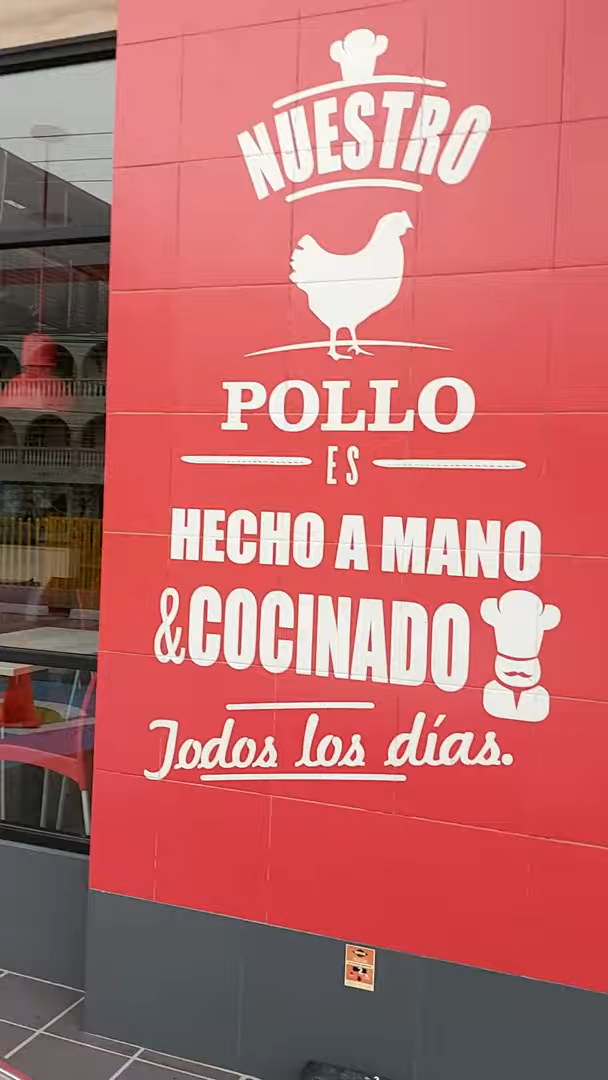 NUESTRO
POLLO
ES
HECHO A MANO
&COCINADO
Todos los días.